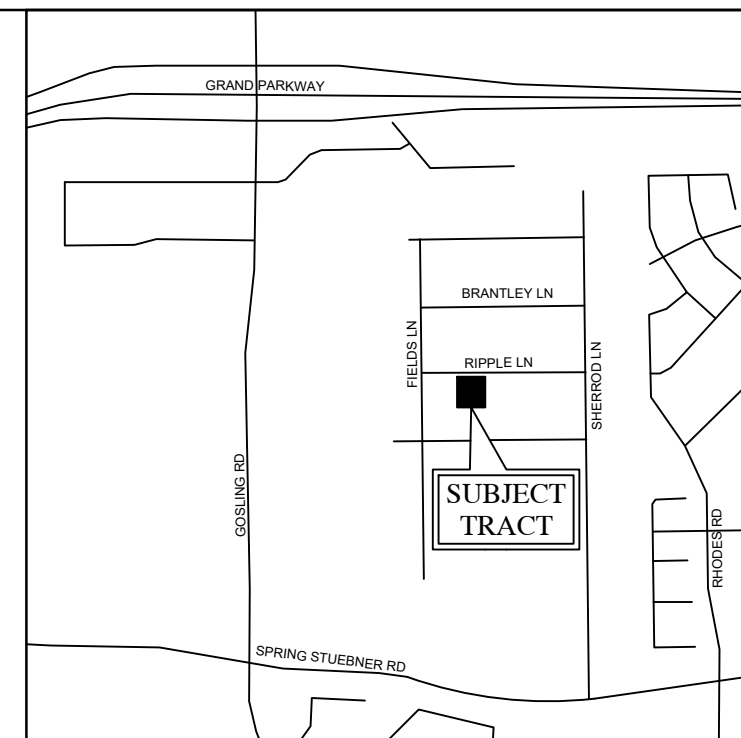 GRAND PARKWAY
BRANTLEY LN
FIELDS LN
RIPPLE LN
SHERROD LN
GOSLING RD
SUBJECT
TRACT
RHODES RD
SPRING STUEBNER RD